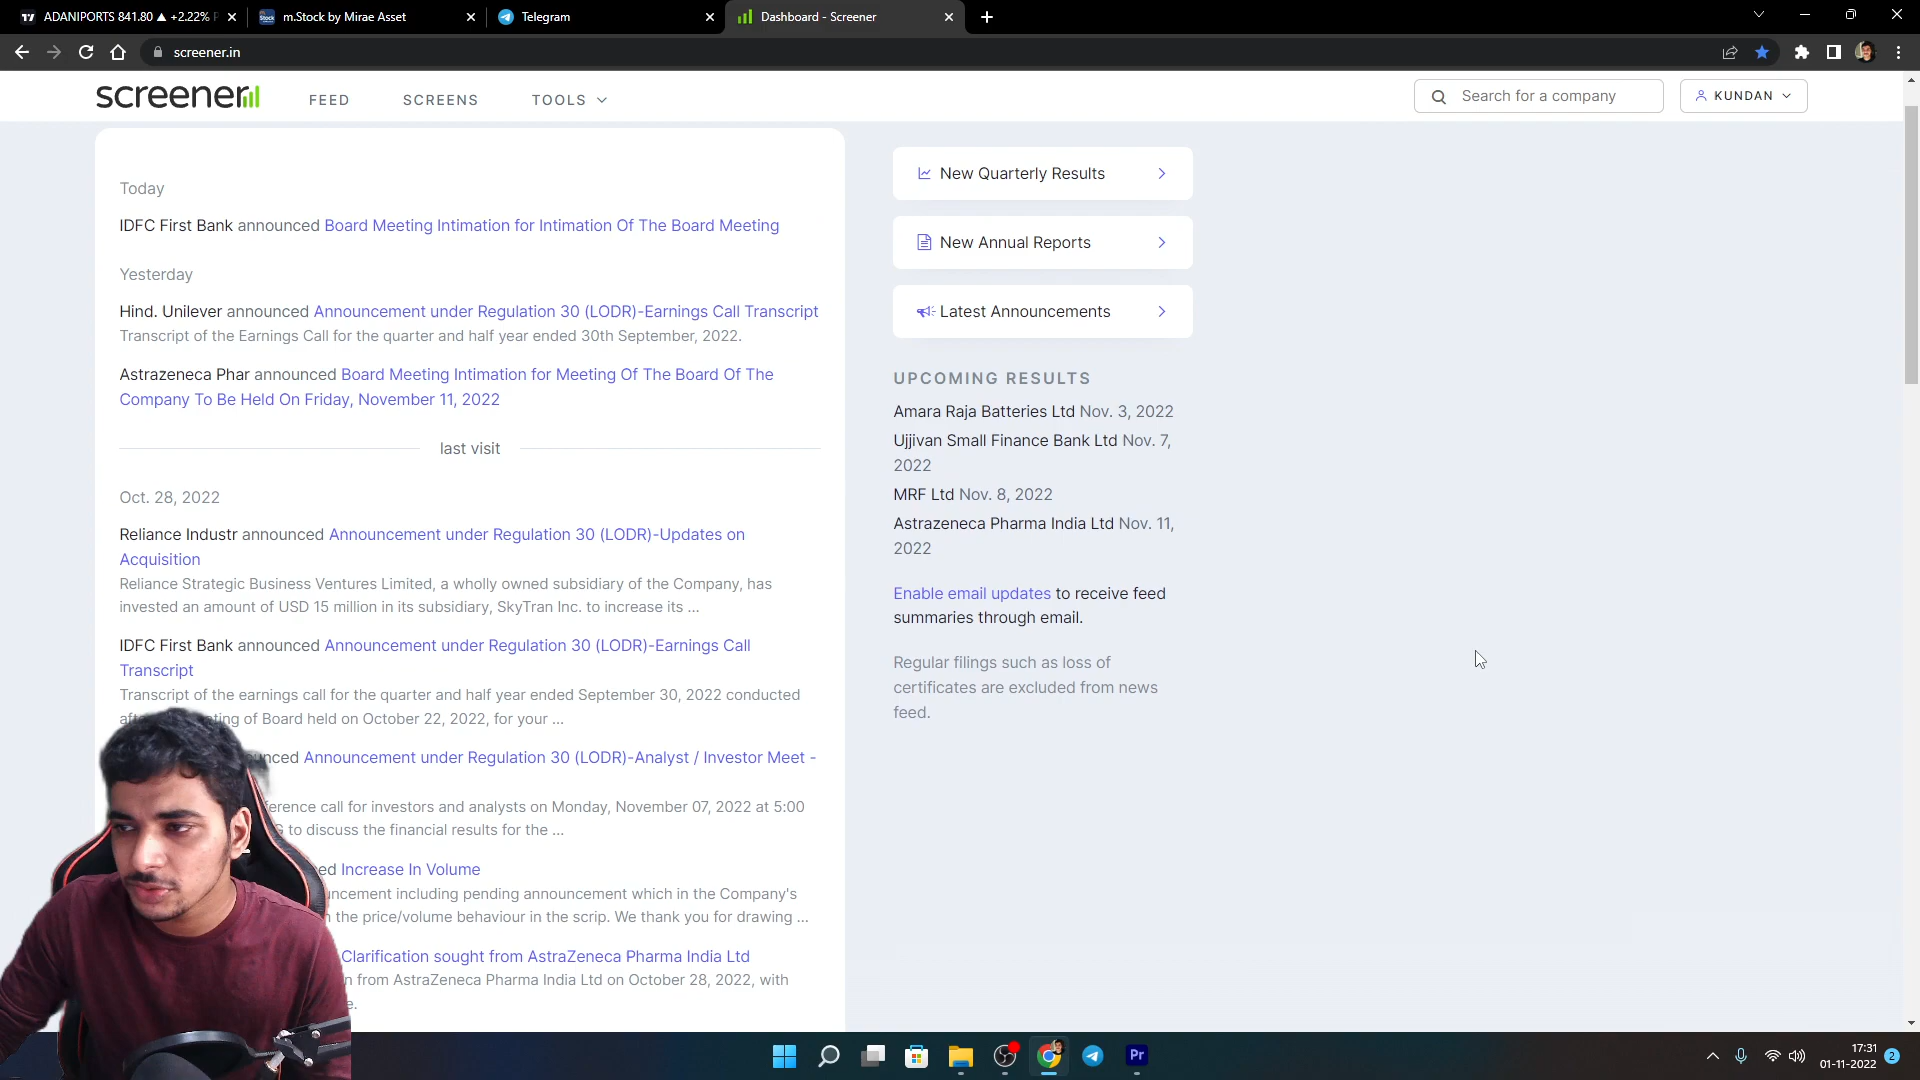 ADANIPORTS 841.80 ▲ +2.22%
m.Stock by Mirae Asset
Telegram
Dashboard - Screener
screener.in
screener
FEED
SCREENS
TOOLS
Search for a company
KUNDAN
Today
IDFC First Bank announced Board Meeting Intimation for Intimation Of The Board Meeting
Yesterday
Hind. Unilever announced Announcement under Regulation 30 (LODR)-Earnings Call Transcript
Transcript of the Earnings Call for the quarter and half year ended 30th September, 2022.
Astrazeneca Phar announced Board Meeting Intimation for Meeting Of The Board Of The
Company To Be Held On Friday, November 11, 2022
last visit
Oct. 28, 2022
Reliance Industr announced Announcement under Regulation 30 (LODR)-Updates on
Acquisition
Reliance Strategic Business Ventures Limited, a wholly owned subsidiary of the Company, has
invested an amount of USD 15 million in its subsidiary, SkyTran Inc. to increase its ...
IDFC First Bank announced Announcement under Regulation 30 (LODR)-Earnings Call
Transcript
Transcript of the earnings call for the quarter and half year ended September 30, 2022 conducted
of Board held on October 22, 2022, for your ...
Announcement under Regulation 30 (LODR)-Analyst / Investor Meet -
call for investors and analysts on Monday, November 07, 2022 at 5:00
to discuss the financial results for the ...
Increase In Volume
including pending announcement which in the Company's
the price/volume behaviour in the scrip. We thank you for drawing ...
Clarification sought from AstraZeneca Pharma India Ltd
from AstraZeneca Pharma India Ltd on October 28, 2022, with
New Quarterly Results
New Annual Reports
Latest Announcements
UPCOMING RESULTS
Amara Raja Batteries Ltd Nov. 3, 2022
Ujjivan Small Finance Bank Ltd Nov. 7,
2022
MRF Ltd Nov. 8, 2022
Astrazeneca Pharma India Ltd Nov. 11,
2022
Enable email updates to receive feed
summaries through email.
Regular filings such as loss of
certificates are excluded from news
feed.
Pr
17:31
01-11-2022
2